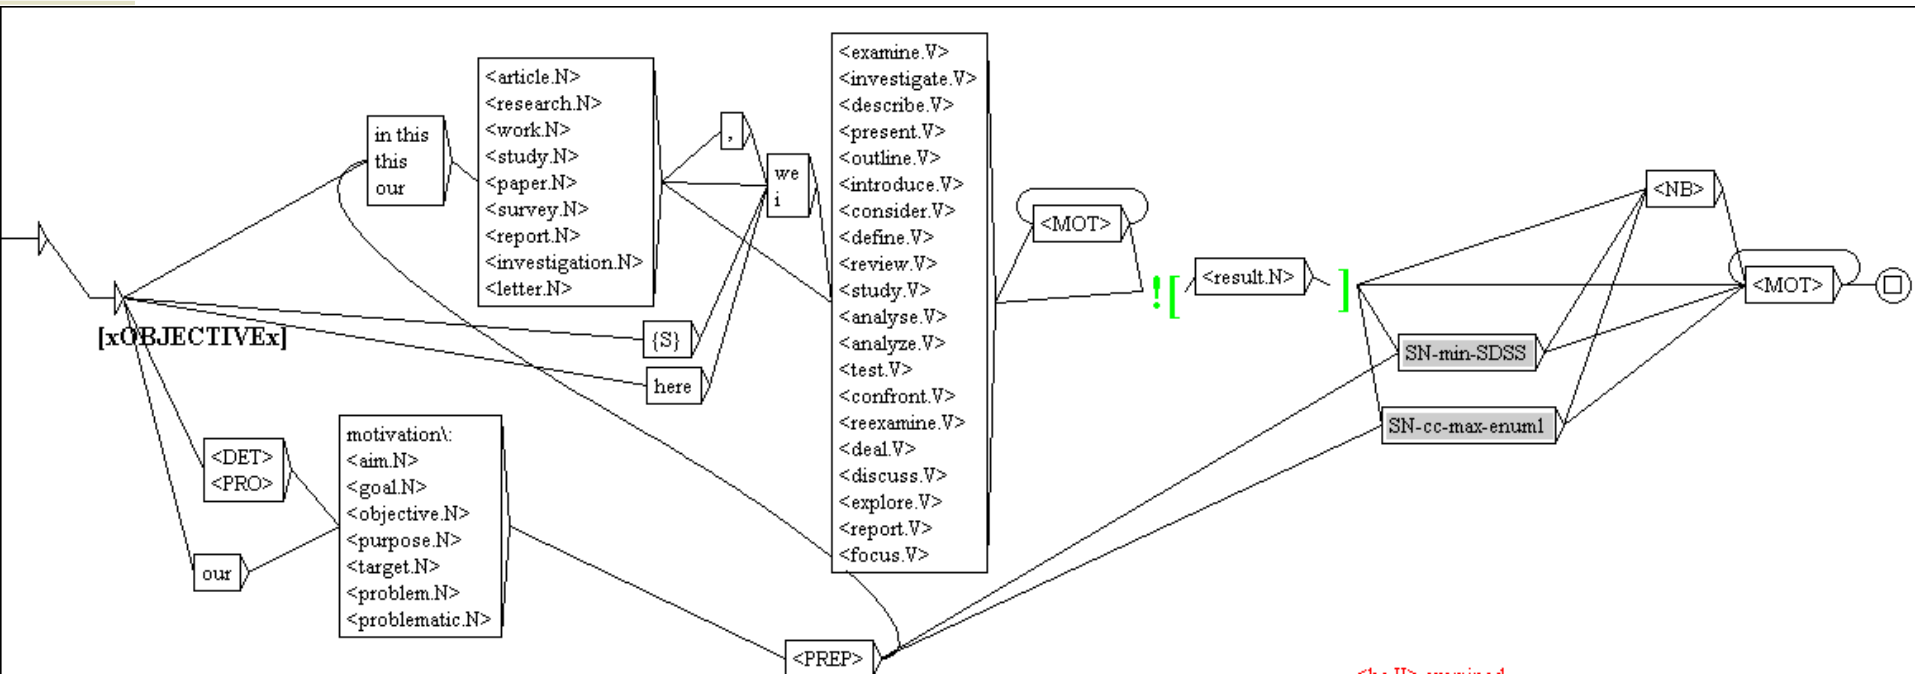 in this
this
our
<article.N>
<research.N>
<work.N>
<study.N>
<paper.N>
<survey.N>
<report.N>
<investigation.N>
<letter.N>
,
we
i
<examine.V>
<investigate.V>
<describe.V>
<present.V>
<outline.V>
<introduce.V>
<consider.V>
<define.V>
<review.V>
<study.V>
<analyse.V>
<analyze.V>
<test.V>
<confront.V>
<reexamine.V>
<deal.V>
<discuss.V>
<explore.V>
<report.V>
<focus.V>
<MOT>
![
<result.N>
]
<NB>
<MOT>
[xOBJECTIVEx]
{S}
here
SN-min-SDSS
SN-cc-max-enum1
<DET>
<PRO>
our
motivation\:
<aim.N>
<goal.N>
<objective.N>
<purpose.N>
<target.N>
<problem.N>
<problematic.N>
<PREP>